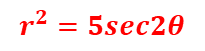 r² = 5sec2θ